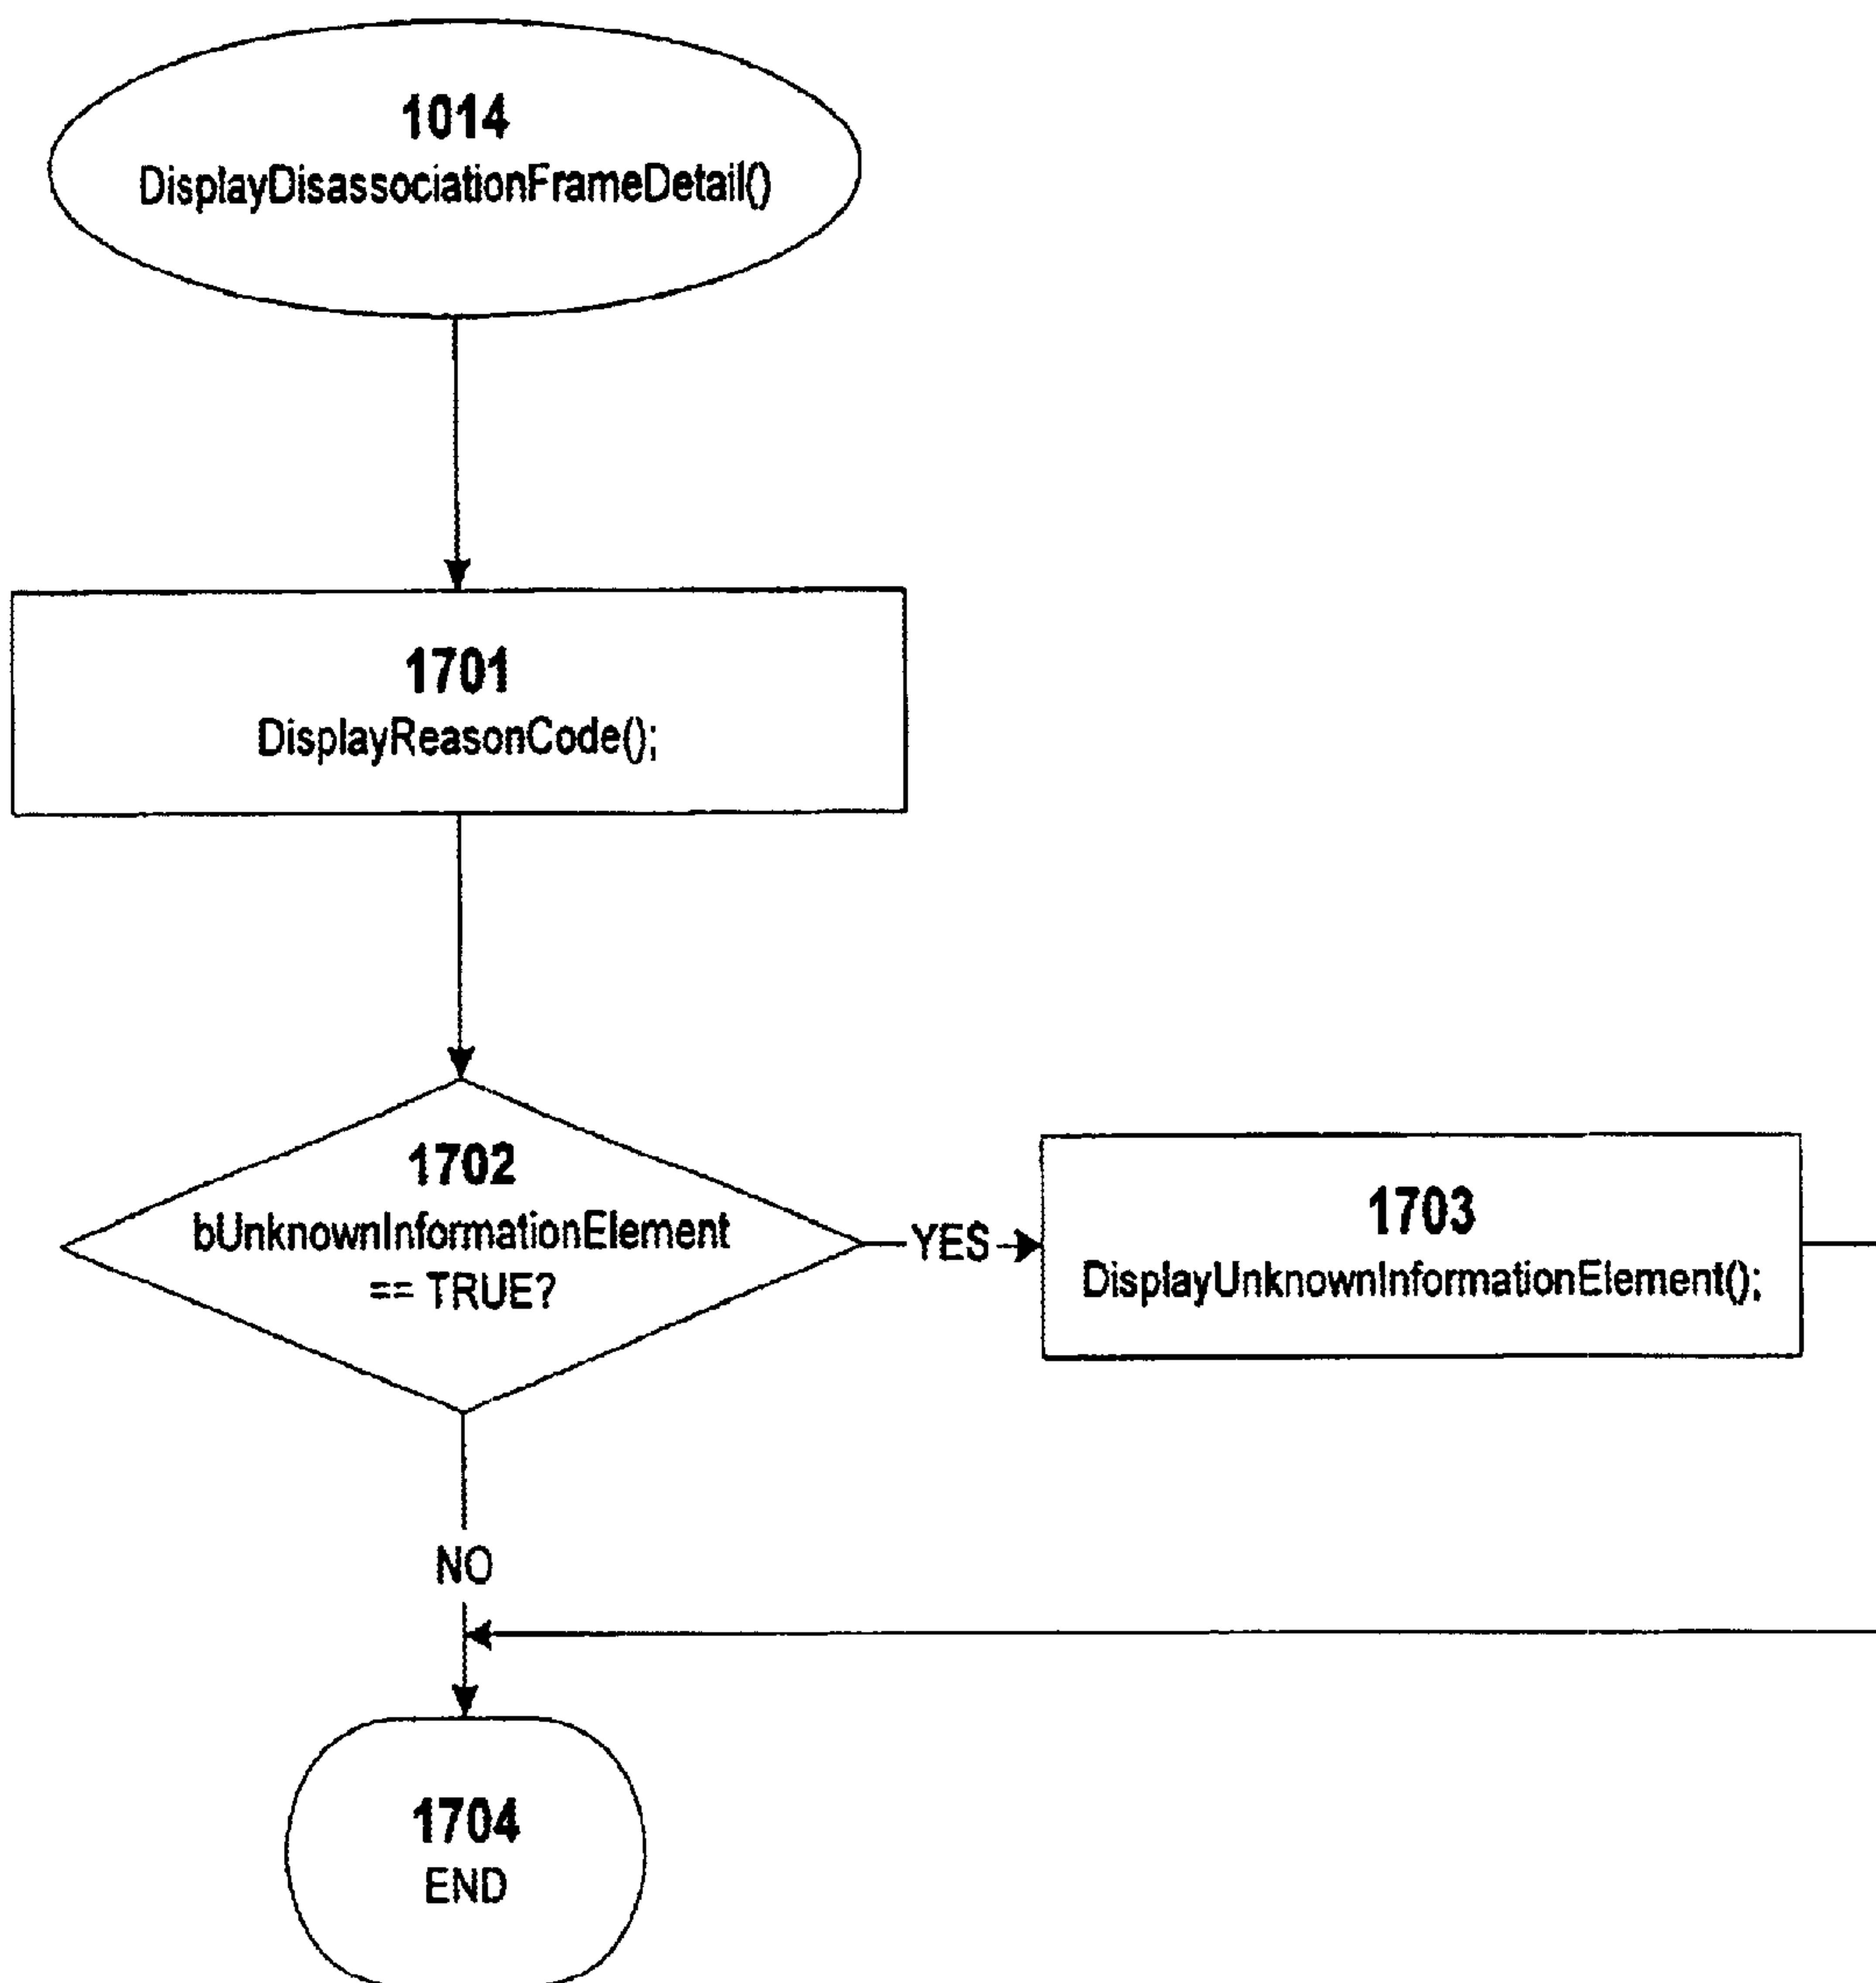 1014
DisplayDisassociationFrameDetail()
1701
DisplayReasonCode();
1702
bUnknownInformationElement
== TRUE?
YES
1703
DisplayUnknownInformationElement();
NO
1704
END